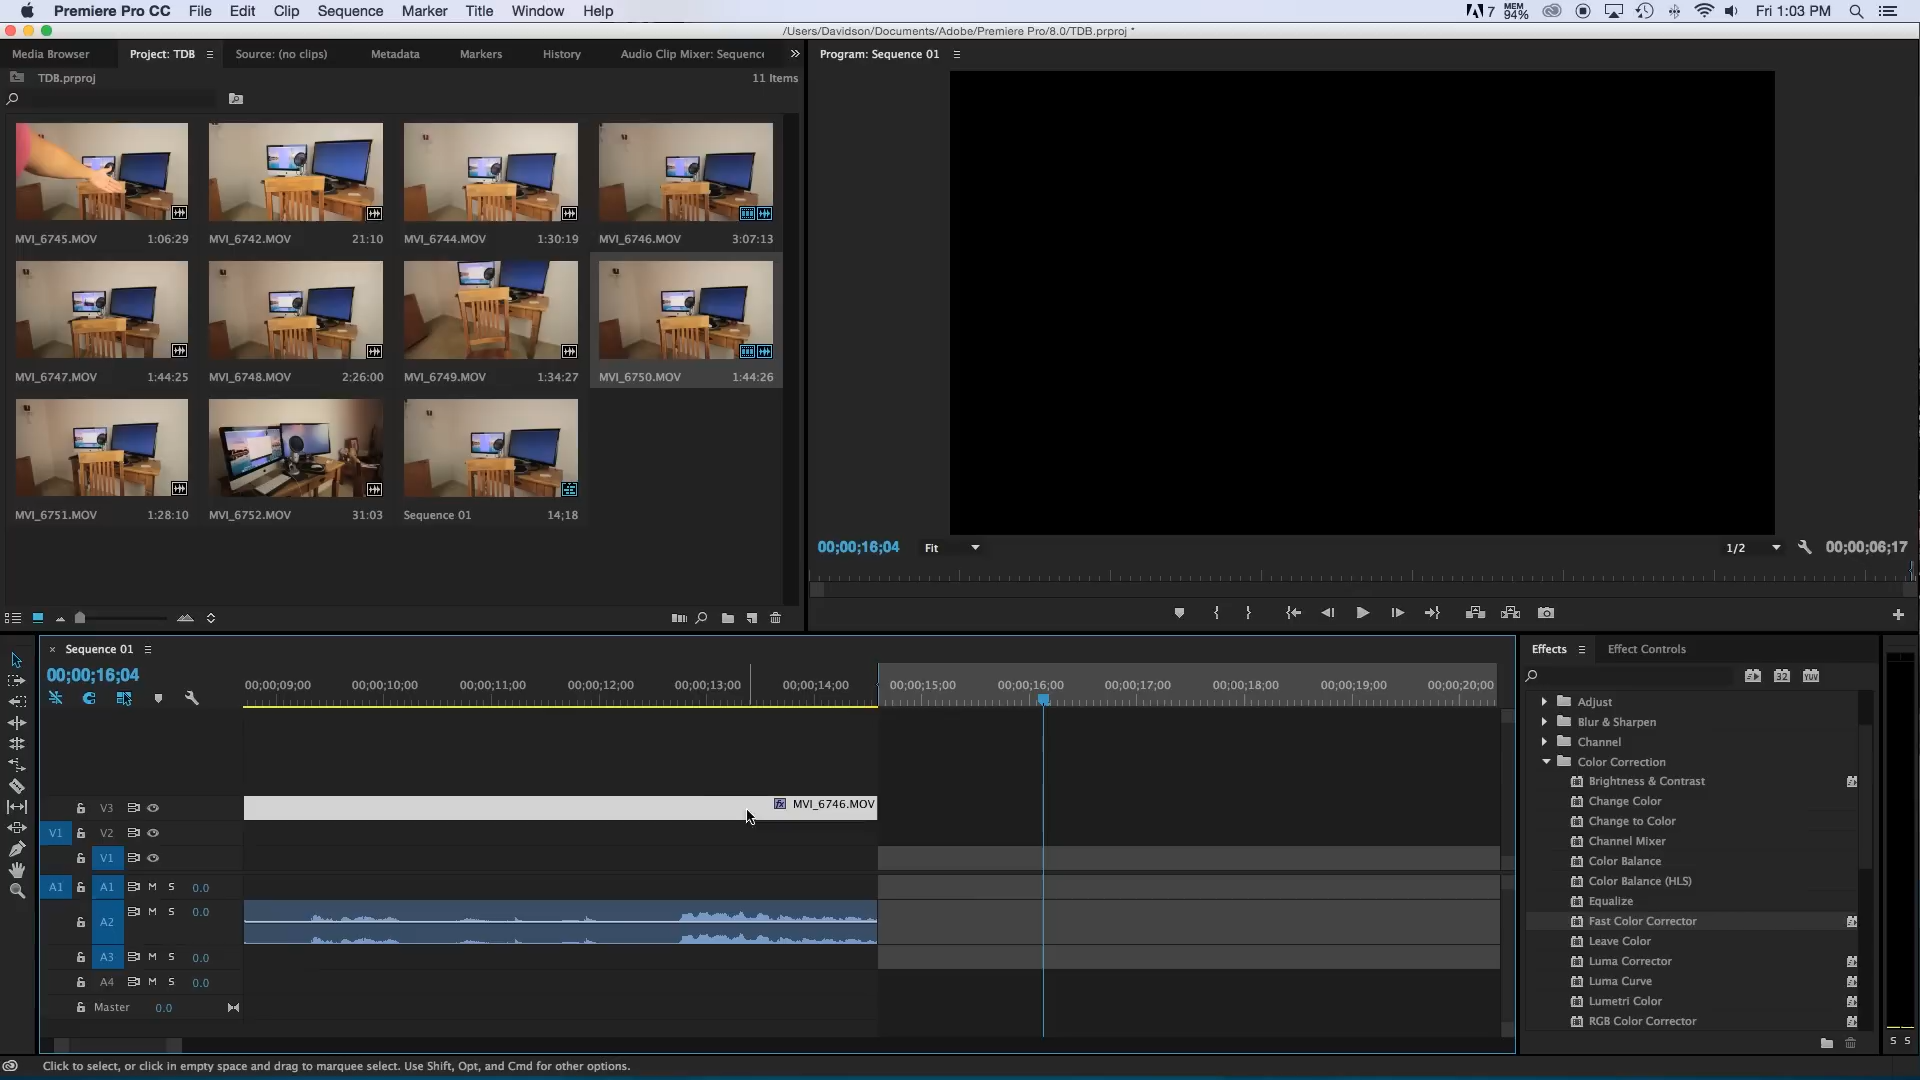 Premiere Pro CC File Edit Clip Sequence Marker Title Window Help 7 MEM 94% Fri 1:03 PM
/Users/Davidson/Documents/Adobe/Premiere Pro/8.0/TDB.prproj *
Media Browser Project: TDB Source: (no clips) Metadata Markers History Audio Clip Mixer: Sequence
Program: Sequence 01
TDB.prproj 11 Items
MVI_6745.MOV 1:06:29 MVI_6742.MOV 21:10 MVI_6744.MOV 1:30:19 MVI_6746.MOV 3:07:13
MVI_6747.MOV 1:44:25 MVI_6748.MOV 2:26:00 MVI_6749.MOV 1:34:27 MVI_6750.MOV 1:44:26
MVI_6751.MOV 1:28:10 MVI_6752.MOV 31:03 Sequence 01 14;18
00;00;16;04 Fit 1/2 00;00;06;17
Sequence 01
00;00;16;04
00;00;09;00 00;00;10;00 00;00;11;00 00;00;12;00 00;00;13;00 00;00;14;00 00;00;15;00 00;00;16;00 00;00;17;00 00;00;18;00 00;00;19;00 00;00;20;00
V3 fx MVI_6746.MOV
V1 V2
V1
A1 A1 M S 0.0
A2 M S 0.0
A3 M S 0.0
A4 M S 0.0
Master 0.0
Effects Effect Controls
32 YUV
Adjust
Blur & Sharpen
Channel
Color Correction
Brightness & Contrast
Change Color
Change to Color
Channel Mixer
Color Balance
Color Balance (HLS)
Equalize
Fast Color Corrector
Leave Color
Luma Corrector
Luma Curve
Lumetri Color
RGB Color Corrector
S S
Click to select, or click in empty space and drag to marquee select. Use Shift, Opt, and Cmd for other options.